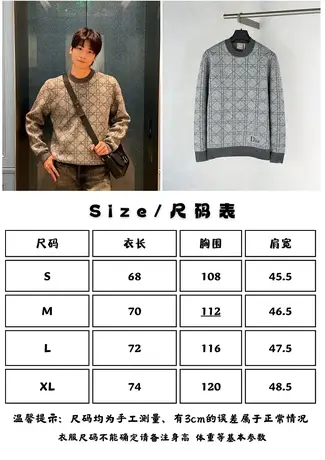 Dior
Size/尺码表
尺码 衣长 胸围 肩宽
S 68 108 45.5
M 70 112 46.5
L 72 116 47.5
XL 74 120 48.5
温馨提示：尺码均为手工测量、有3cm的误差属于正常情况
衣服尺码不能确定请备注身高 体重等基本参数